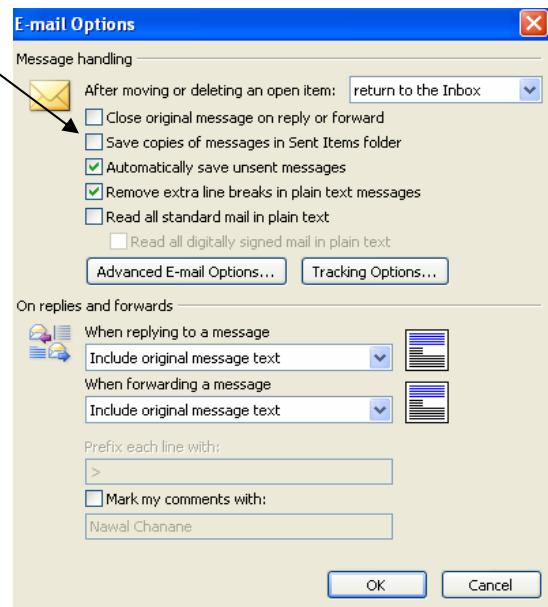 E-mail Options
Message handling
After moving or deleting an open item: return to the Inbox
Close original message on reply or forward
Save copies of messages in Sent Items folder
Automatically save unsent messages
Remove extra line breaks in plain text messages
Read all standard mail in plain text
Read all digitally signed mail in plain text
Advanced E-mail Options... Tracking Options...
On replies and forwards
When replying to a message
Include original message text
When forwarding a message
Include original message text
Prefix each line with:
>
Mark my comments with:
Nawal Chanane
OK Cancel